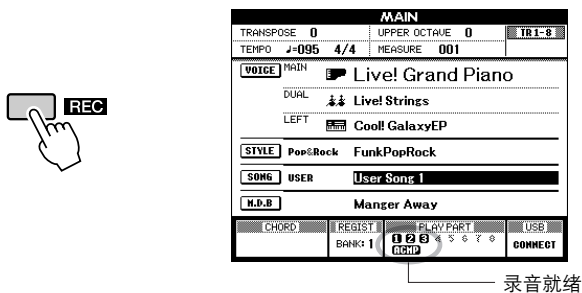 MAIN
TRANSPOSE 0 UPPER OCTAVE 0 TR 1-8
TEMPO ♩=095 4/4 MEASURE 001
VOICE MAIN Live! Grand Piano
DUAL Live! Strings
LEFT Cool! GalaxyEP
REC
STYLE Pop&Rock FunkPopRock
SONG USER User Song 1
M.D.B Manger Away
CHORD REGIST PLAY PART USB
BANK: 1 1 2 3 4 5 6 7 8 CONNECT
ACMP
录音就绪